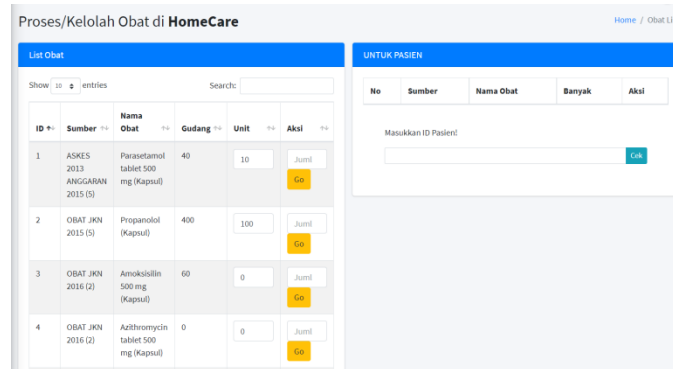 Proses/Kelolah Obat di HomeCare
Home / Obat Li
List Obat
Show 10 entries
Search:
ID Sumber Nama Obat Gudang Unit Aksi
1 ASKES 2013 ANGGARAN 2015 (5) Parasetamol tablet 500 mg (Kapsul) 40 10 Juml
Go
2 OBAT JKN 2015 (5) Propanolol (Kapsul) 400 100 Juml
Go
3 OBAT JKN 2016 (2) Amoksisilin 500 mg (Kapsul) 60 0 Juml
Go
4 OBAT JKN 2016 (2) Azithromycin tablet 500 mg (Kapsul) 0 0 Juml
Go
UNTUK PASIEN
No Sumber Nama Obat Banyak Aksi
Masukkan ID Pasien!
Cek